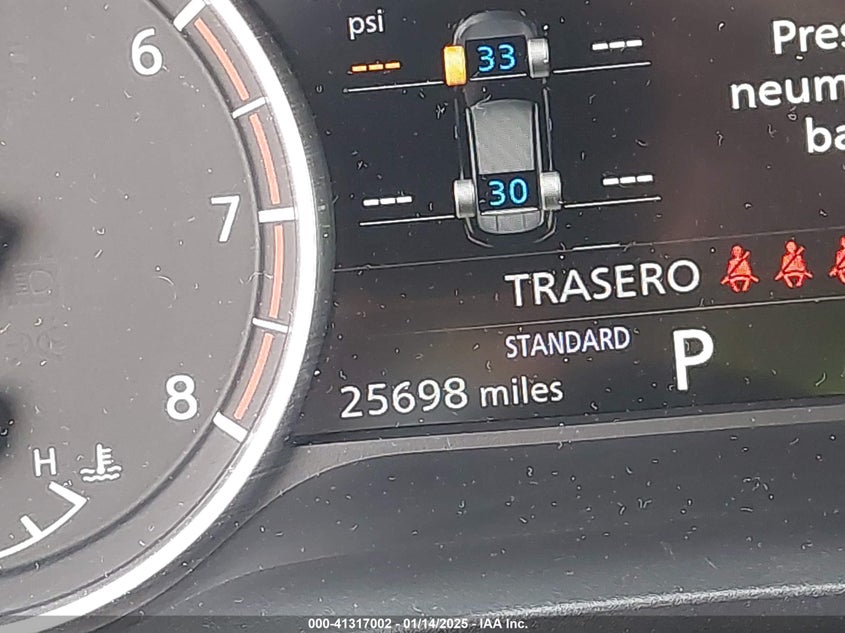 psi
6
---
33
---
Pres
neum
ba
7
---
30
---
TRASERO
STANDARD
P
8
25698 miles
H
000-41317002 - 01/14/2025 - IAA Inc.